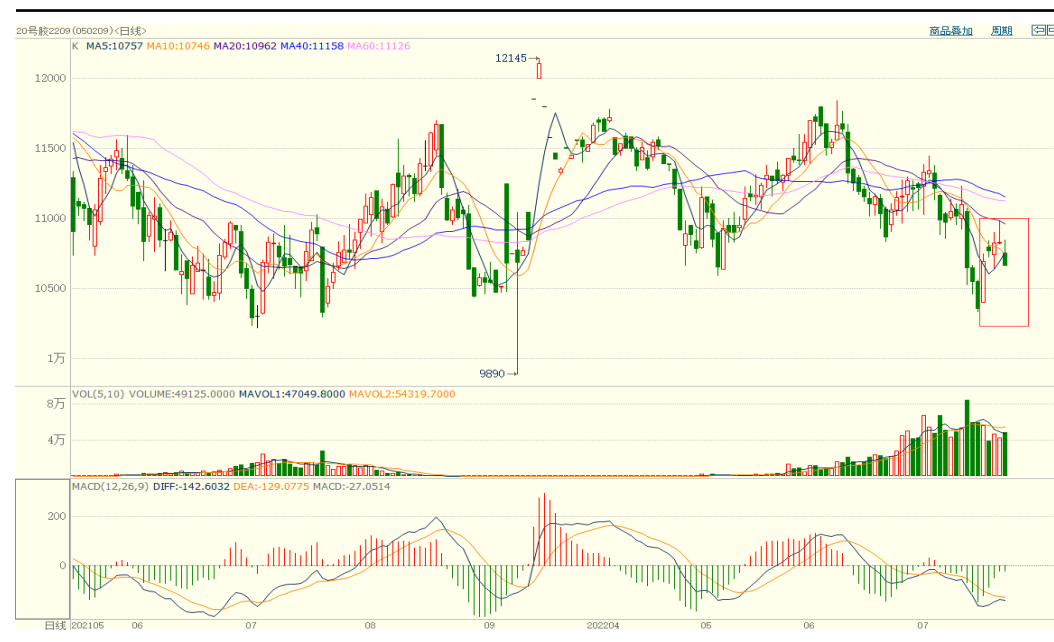 20号胶2209(050209)<日线>
商品叠加 周期
K MA5:10757 MA10:10746 MA20:10962 MA40:11158 MA60:11126
12145
12000
11500
11000
10500
1万
9890
VOL(5,10) VOLUME:49125.0000 MAVOL1:47049.8000 MAVOL2:54319.7000
8万
4万
MACD(12,26,9) DIFF:-142.6032 DEA:-129.0775 MACD:-27.0514
200
0
日线 202105 06 07 08 09 202204 05 06 07